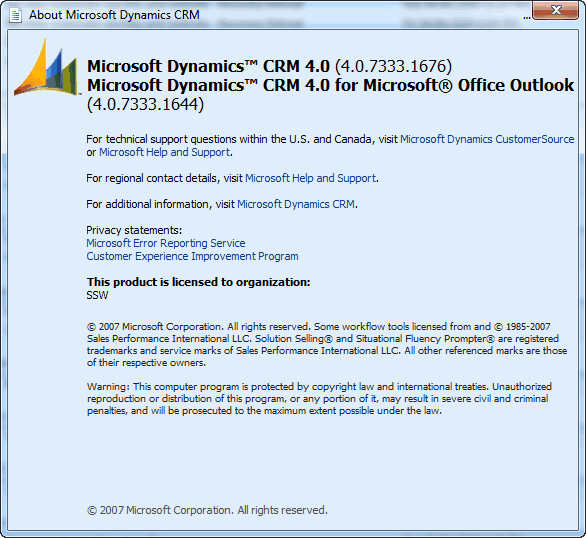 About Microsoft Dynamics CRM
...
Microsoft Dynamics™ CRM 4.0 (4.0.7333.1676)
Microsoft Dynamics™ CRM 4.0 for Microsoft® Office Outlook
(4.0.7333.1644)
For technical support questions within the U.S. and Canada, visit Microsoft Dynamics CustomerSource
or Microsoft Help and Support.
For regional contact details, visit Microsoft Help and Support.
For additional information, visit Microsoft Dynamics CRM.
Privacy statements:
Microsoft Error Reporting Service
Customer Experience Improvement Program
This product is licensed to organization:
SSW
© 2007 Microsoft Corporation. All rights reserved. Some workflow tools licensed from and © 1985-2007
Sales Performance International LLC. Solution Selling® and Situational Fluency Prompter® are registered
trademarks and service marks of Sales Performance International LLC. All other referenced marks are those
of their respective owners.
Warning: This computer program is protected by copyright law and international treaties. Unauthorized
reproduction or distribution of this program, or any portion of it, may result in severe civil and criminal
penalties, and will be prosecuted to the maximum extent possible under the law.
© 2007 Microsoft Corporation. All rights reserved.